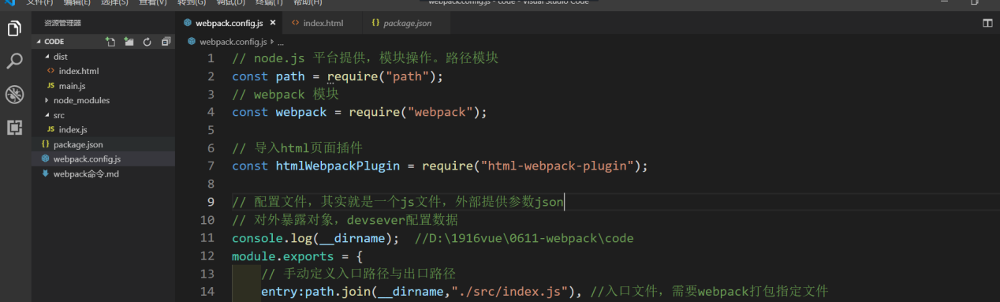 文件(F) 编辑(E) 选择(S) 查看(V) 转到(G) 调试(D) 终端(T) 帮助(H) webpack.config.js - code - Visual Studio Code
资源管理器
CODE
dist
index.html
JS main.js
node_modules
src
JS index.js
{} package.json
webpack.config.js
webpack命令.md
webpack.config.js × <> index.html {} package.json
webpack.config.js ...
1 // node.js 平台提供，模块操作。路径模块
2 const path = require("path");
3 // webpack 模块
4 const webpack = require("webpack");
5
6 // 导入html页面插件
7 const htmlWebpackPlugin = require("html-webpack-plugin");
8
9 // 配置文件，其实就是一个js文件，外部提供参数json
10 // 对外暴露对象，devsever配置数据
11 console.log(__dirname);  //D:\1916vue\0611-webpack\code
12 module.exports = {
13 // 手动定义入口路径与出口路径
14 entry:path.join(__dirname,"./src/index.js"), //入口文件，需要webpack打包指定文件